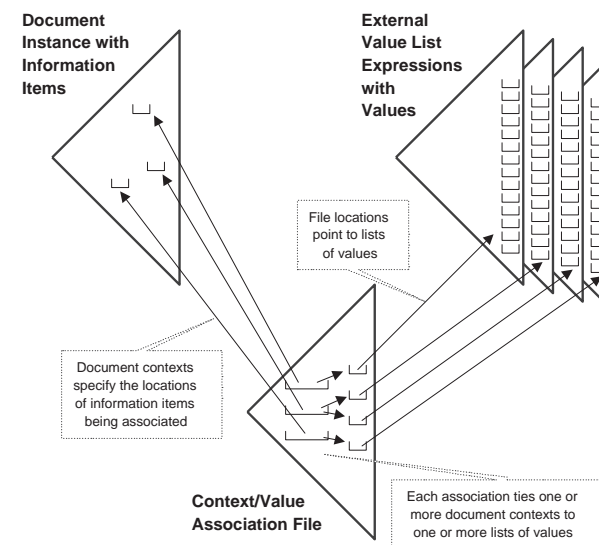 Document
Instance with
Information
Items
External
Value List
Expressions
with
Values
File locations
point to lists
of values
Document contexts
specify the locations
of information items
being associated
Context/Value
Association File
Each association ties one or
more document contexts to
one or more lists of values